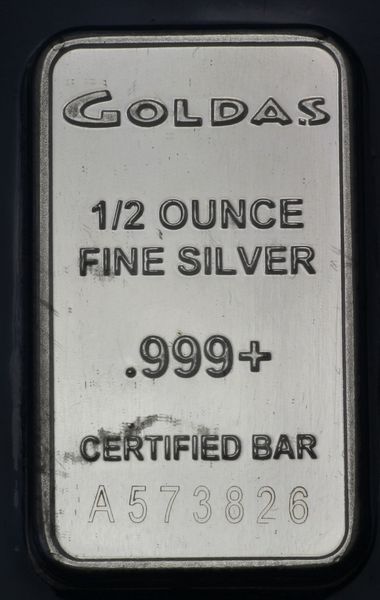 GOLDAS
1/2 OUNCE
FINE SILVER
.999+
CERTIFIED BAR
A573826